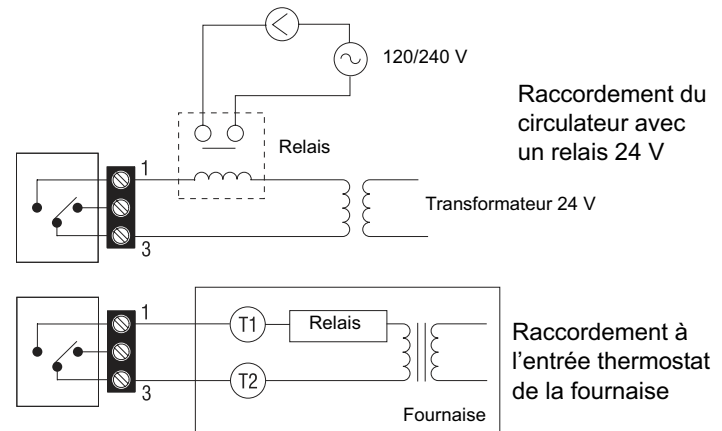 120/240 V
Raccordement du
circulateur avec
un relais 24 V
Relais
1
Transformateur 24 V
3
1
T1
Relais
Raccordement à
l'entrée thermostat
de la fournaise
T2
3
Fournaise